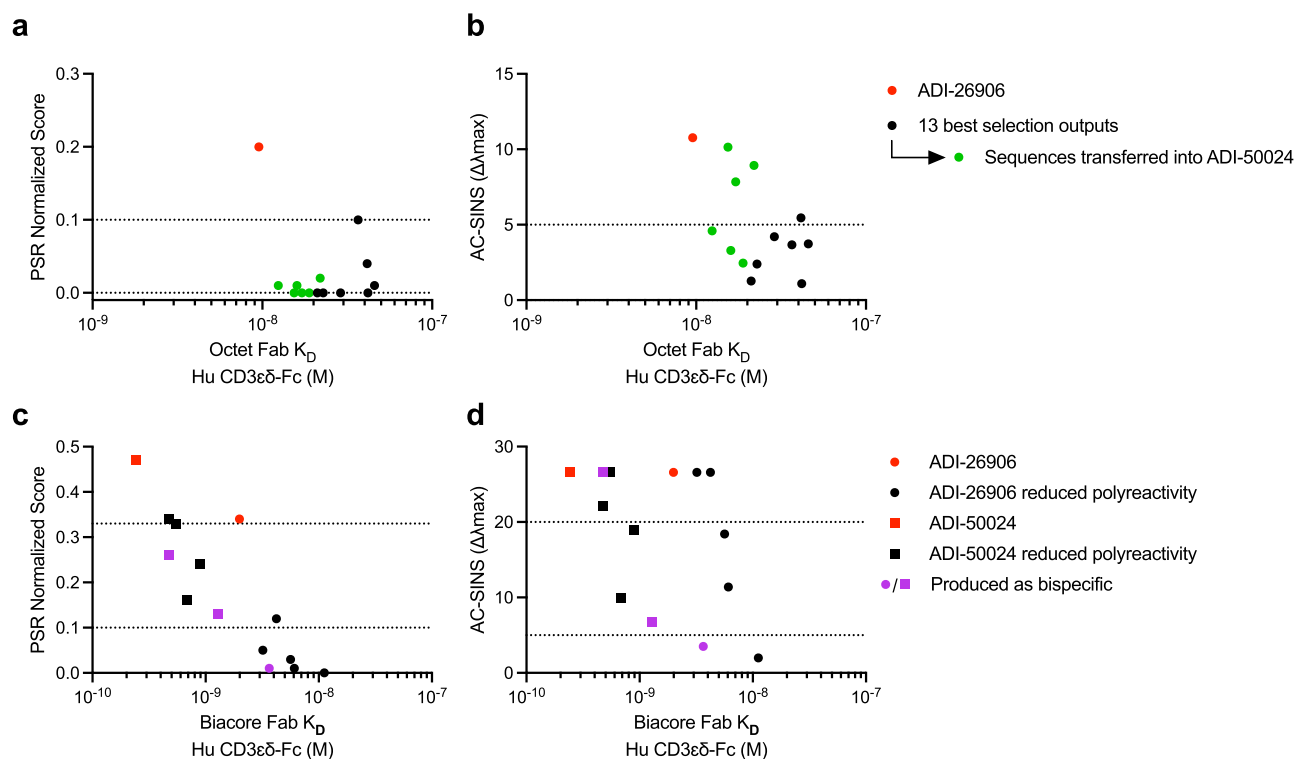 a
PSR Normalized Score
0.3
0.2
0.1
0.0
10-9
10-8
10-7
Octet Fab KD
Hu CD3εδ-Fc (M)
b
AC-SINS (Δλmax)
15
10
5
0
10-9
10-8
10-7
Octet Fab KD
Hu CD3εδ-Fc (M)
ADI-26906
13 best selection outputs
Sequences transferred into ADI-50024
c
PSR Normalized Score
0.5
0.4
0.3
0.2
0.1
0.0
10-10
10-9
10-8
10-7
Biacore Fab KD
Hu CD3εδ-Fc (M)
d
AC-SINS (Δλmax)
30
20
10
0
10-10
10-9
10-8
10-7
Biacore Fab KD
Hu CD3εδ-Fc (M)
ADI-26906
ADI-26906 reduced polyreactivity
ADI-50024
ADI-50024 reduced polyreactivity
/ Produced as bispecific